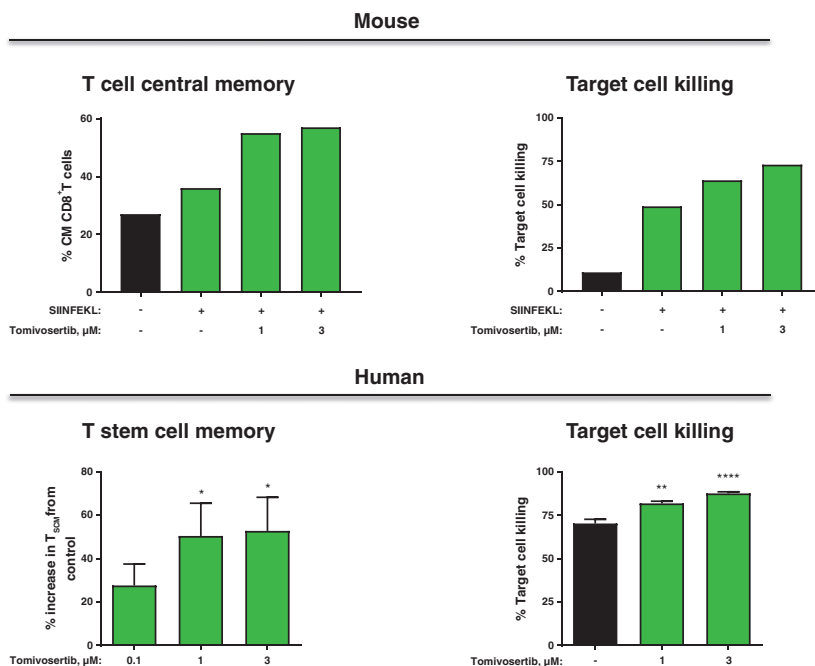 Mouse
T cell central memory
% CM CD8+T cells
60
40
20
0
SIINFEKL: - + + +
Tomivosertib, µM: - - 1 3
Target cell killing
% Target cell killing
100
75
50
25
0
SIINFEKL: - + + +
Tomivosertib, µM: - - 1 3
Human
T stem cell memory
% increase in TSCM from
control
80
60
40
20
0
* *
Tomivosertib, µM: 0.1 1 3
Target cell killing
% Target cell killing
100
75
50
25
0
** ****
Tomivosertib, µM: - 1 3